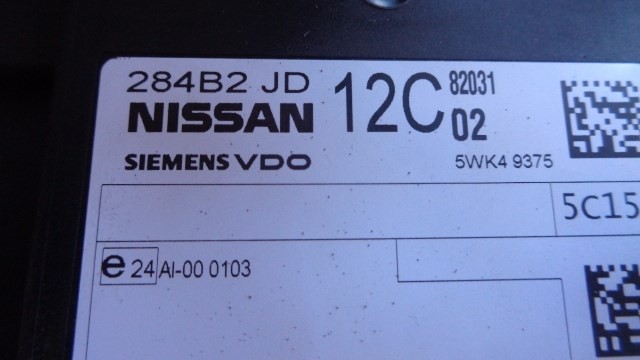 284B2 JD 12C 82031
NISSAN 02
SIEMENS VDO 5WK4 9375
5C15
e 24 AI-00 0103